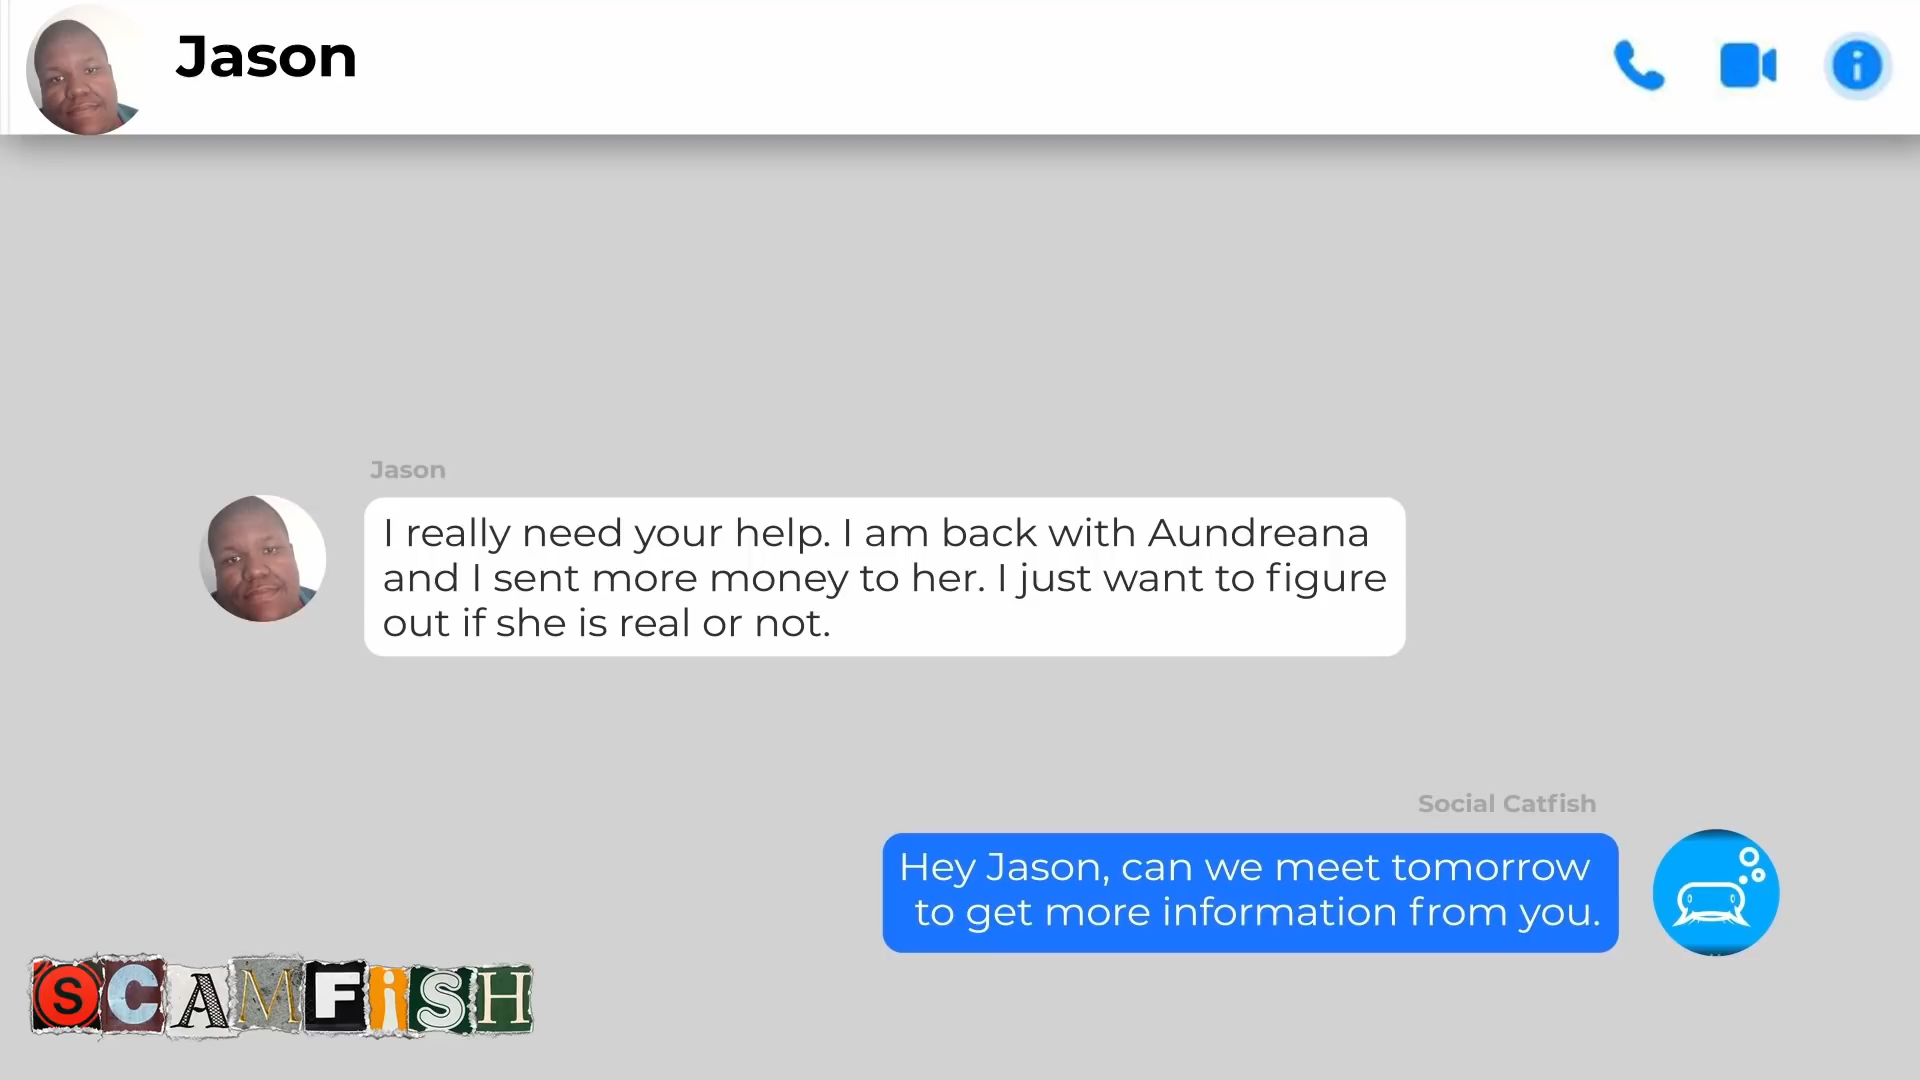 Jason
Jason
I really need your help. I am back with Aundreana
and I sent more money to her. I just want to figure
out if she is real or not.
Social Catfish
Hey Jason, can we meet tomorrow
to get more information from you.
SCAMFiSH